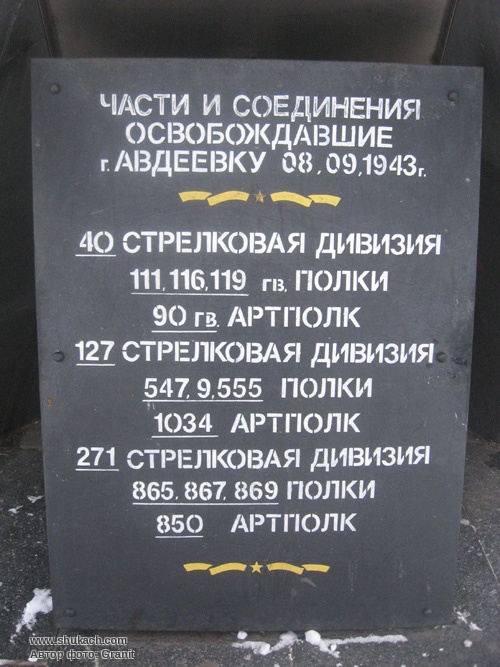 ЧАСТИ И СОЕДИНЕНИЯ
ОСВОБОЖДАВШИЕ
г. АВДЕЕВКУ 08.09.1943г.
40 СТРЕЛКОВАЯ ДИВИЗИЯ
111, 116, 119 гв. ПОЛКИ
90 гв. АРТПОЛК
127 СТРЕЛКОВАЯ ДИВИЗИЯ
547, 9, 555 ПОЛКИ
1034 АРТПОЛК
271 СТРЕЛКОВАЯ ДИВИЗИЯ
865, 867, 869 ПОЛКИ
850 АРТПОЛК
www.shukach.com
Автор фото: Granit